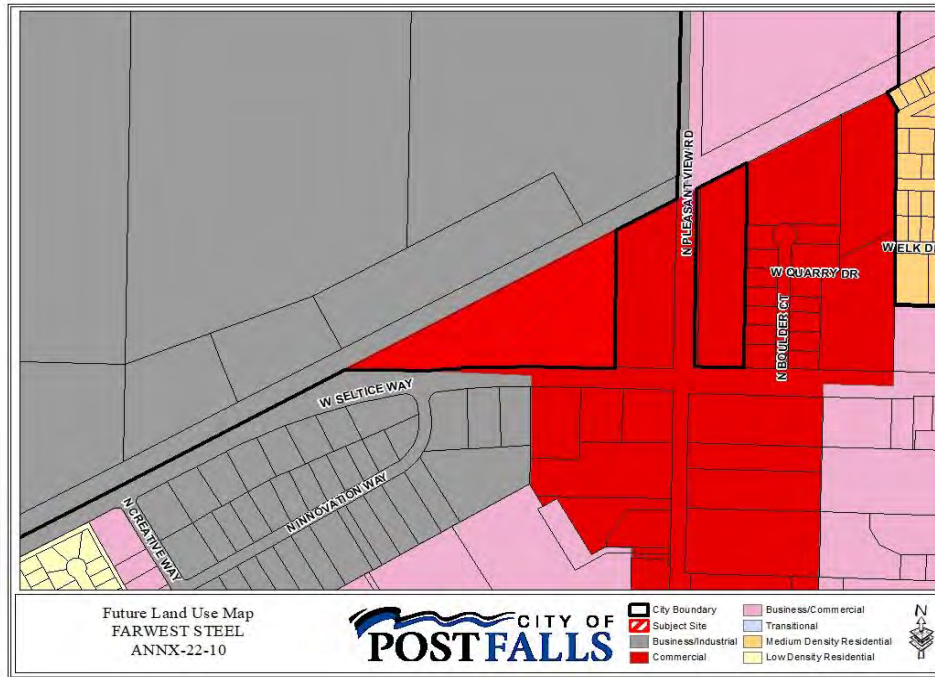 N PLEASANT VIEW RD
W ELK D
W QUARRY DR
N BOULDER CT
W SELTICE WAY
N INNOVATION WAY
N CREATIVE WAY
Future Land Use Map
FARWEST STEEL
ANNX-22-10
CITY OF
POST FALLS
City Boundary
Subject Site
Business/Industrial
Commercial
Business/Commercial
Transitional
Medium Density Residential
Low Density Residential
N